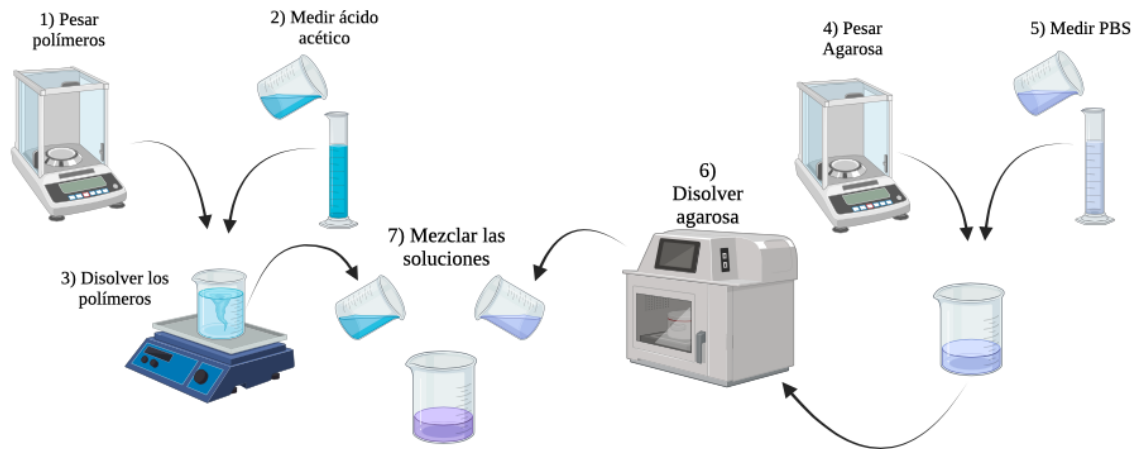 1) Pesar
polímeros
2) Medir ácido
acético
3) Disolver los
polímeros
4) Pesar
Agarosa
5) Medir PBS
6)
Disolver
agarosa
7) Mezclar las
soluciones